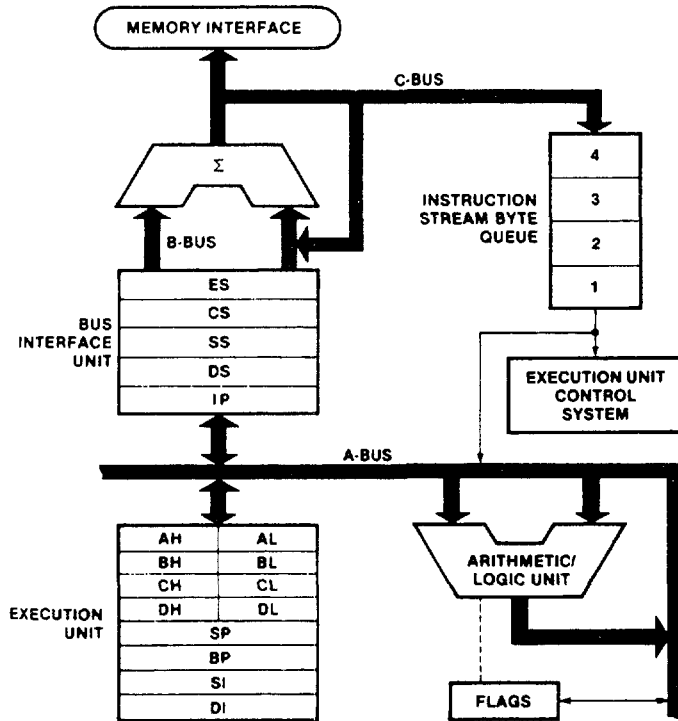 MEMORY INTERFACE
C-BUS
Σ
4
3
2
1
INSTRUCTION
STREAM BYTE
QUEUE
B-BUS
ES
CS
SS
DS
IP
BUS
INTERFACE
UNIT
EXECUTION UNIT
CONTROL
SYSTEM
A-BUS
AH AL
BH BL
CH CL
DH DL
SP
BP
SI
DI
EXECUTION
UNIT
ARITHMETIC/
LOGIC UNIT
FLAGS